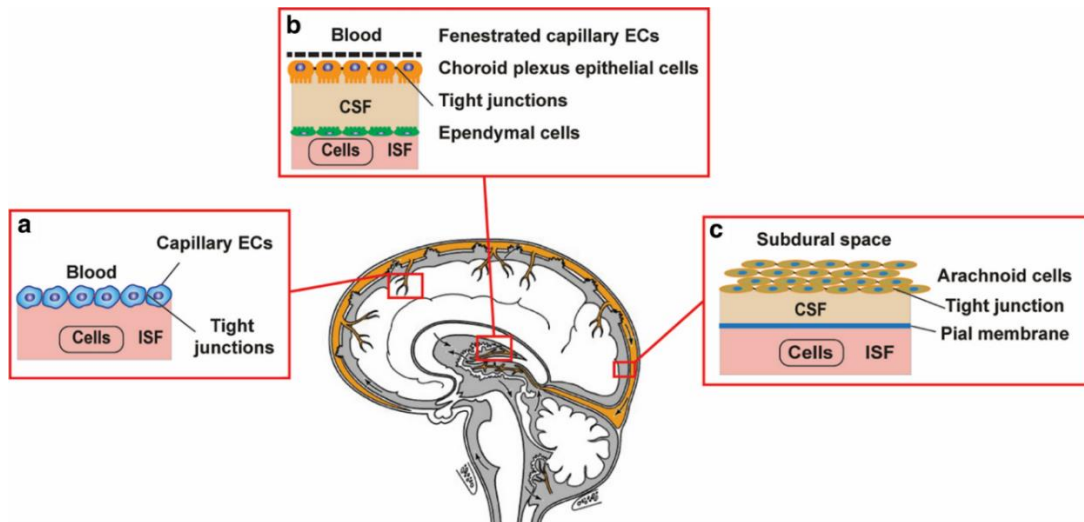 b
Blood
Fenestrated capillary ECs
Choroid plexus epithelial cells
Tight junctions
CSF
Ependymal cells
Cells ISF
a
Capillary ECs
Blood
Tight
junctions
Cells ISF
c
Subdural space
Arachnoid cells
Tight junction
CSF
Pial membrane
Cells ISF